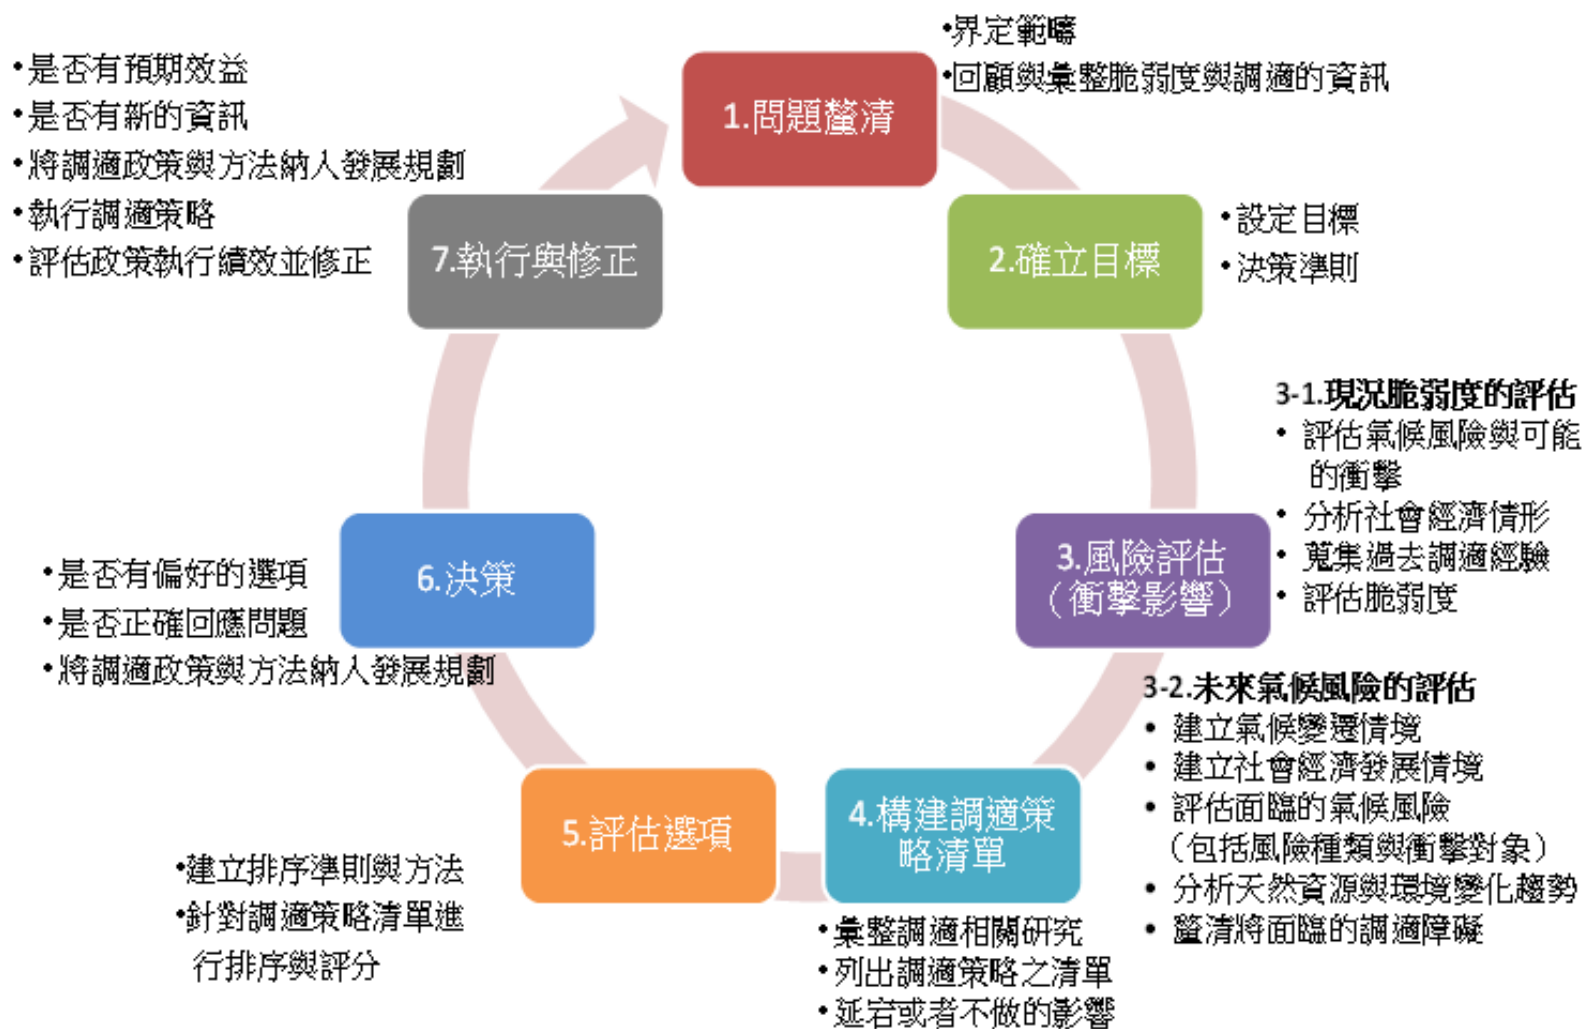 1.問題釐清
•界定範疇
•回顧與彙整脆弱度與調適的資訊
2.確立目標
•設定目標
•決策準則
3.風險評估
（衝擊影響）
3-1.現況脆弱度的評估
• 評估氣候風險與可能
的衝擊
• 分析社會經濟情形
• 蒐集過去調適經驗
• 評估脆弱度
3-2.未來氣候風險的評估
• 建立氣候變遷情境
• 建立社會經濟發展情境
• 評估面臨的氣候風險
（包括風險種類與衝擊對象）
• 分析天然資源與環境變化趨勢
• 釐清將面臨的調適障礙
4.構建調適策
略清單
•彙整調適相關研究
•列出調適策略之清單
•延宕或者不做的影響
5.評估選項
•建立排序準則與方法
•針對調適策略清單進
行排序與評分
6.決策
•是否有偏好的選項
•是否正確回應問題
•將調適政策與方法納入發展規劃
7.執行與修正
•是否有預期效益
•是否有新的資訊
•將調適政策與方法納入發展規劃
•執行調適策略
•評估政策執行績效並修正